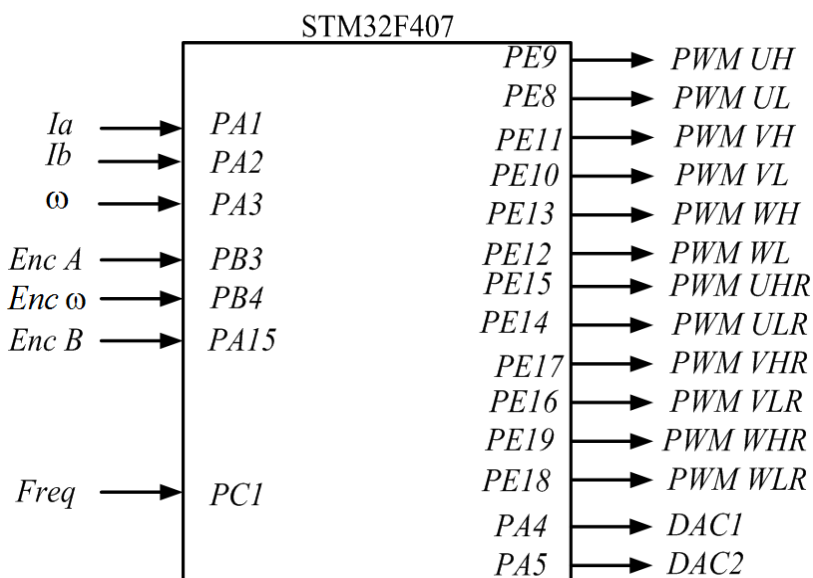 STM32F407
Ia PA1
Ib PA2
ω PA3
Enc A PB3
Enc ω PB4
Enc B PA15
Freq PC1
PE9 PWM UH
PE8 PWM UL
PE11 PWM VH
PE10 PWM VL
PE13 PWM WH
PE12 PWM WL
PE15 PWM UHR
PE14 PWM ULR
PE17 PWM VHR
PE16 PWM VLR
PE19 PWM WHR
PE18 PWM WLR
PA4 DAC1
PA5 DAC2